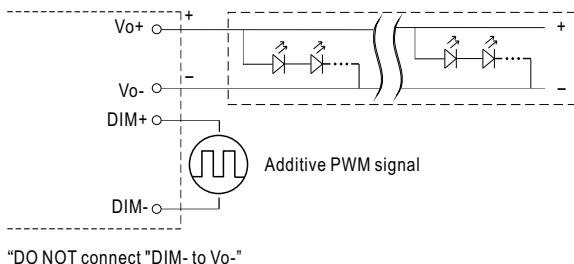 Vo+
+
+
Vo-
–
–
DIM+
Additive PWM signal
DIM-
“DO NOT connect "DIM- to Vo-”